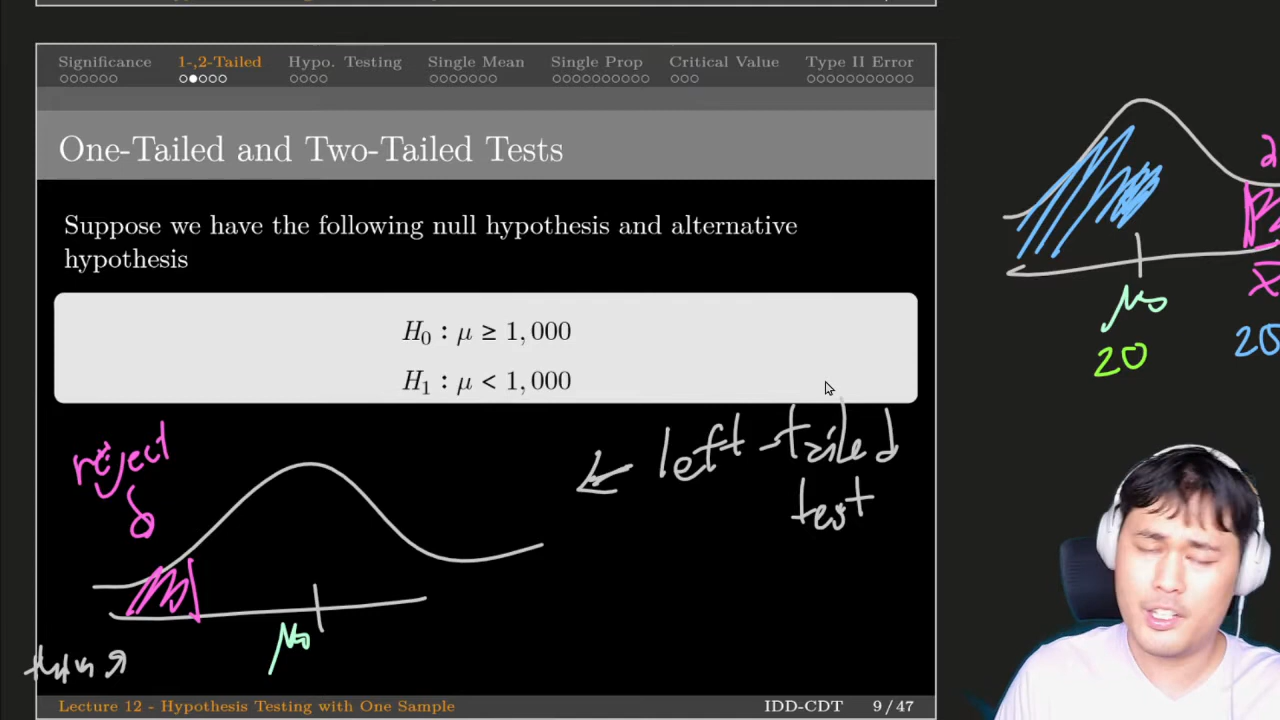 Significance 1-,2-Tailed Hypo. Testing Single Mean Single Prop Critical Value Type II Error
One-Tailed and Two-Tailed Tests
Suppose we have the following null hypothesis and alternative
hypothesis
H₀ : μ ≥ 1,000
H₁ : μ < 1,000
reject
left-tailed
test
μ₀
μ₀
20
Lecture 12 - Hypothesis Testing with One Sample IDD-CDT 9/47